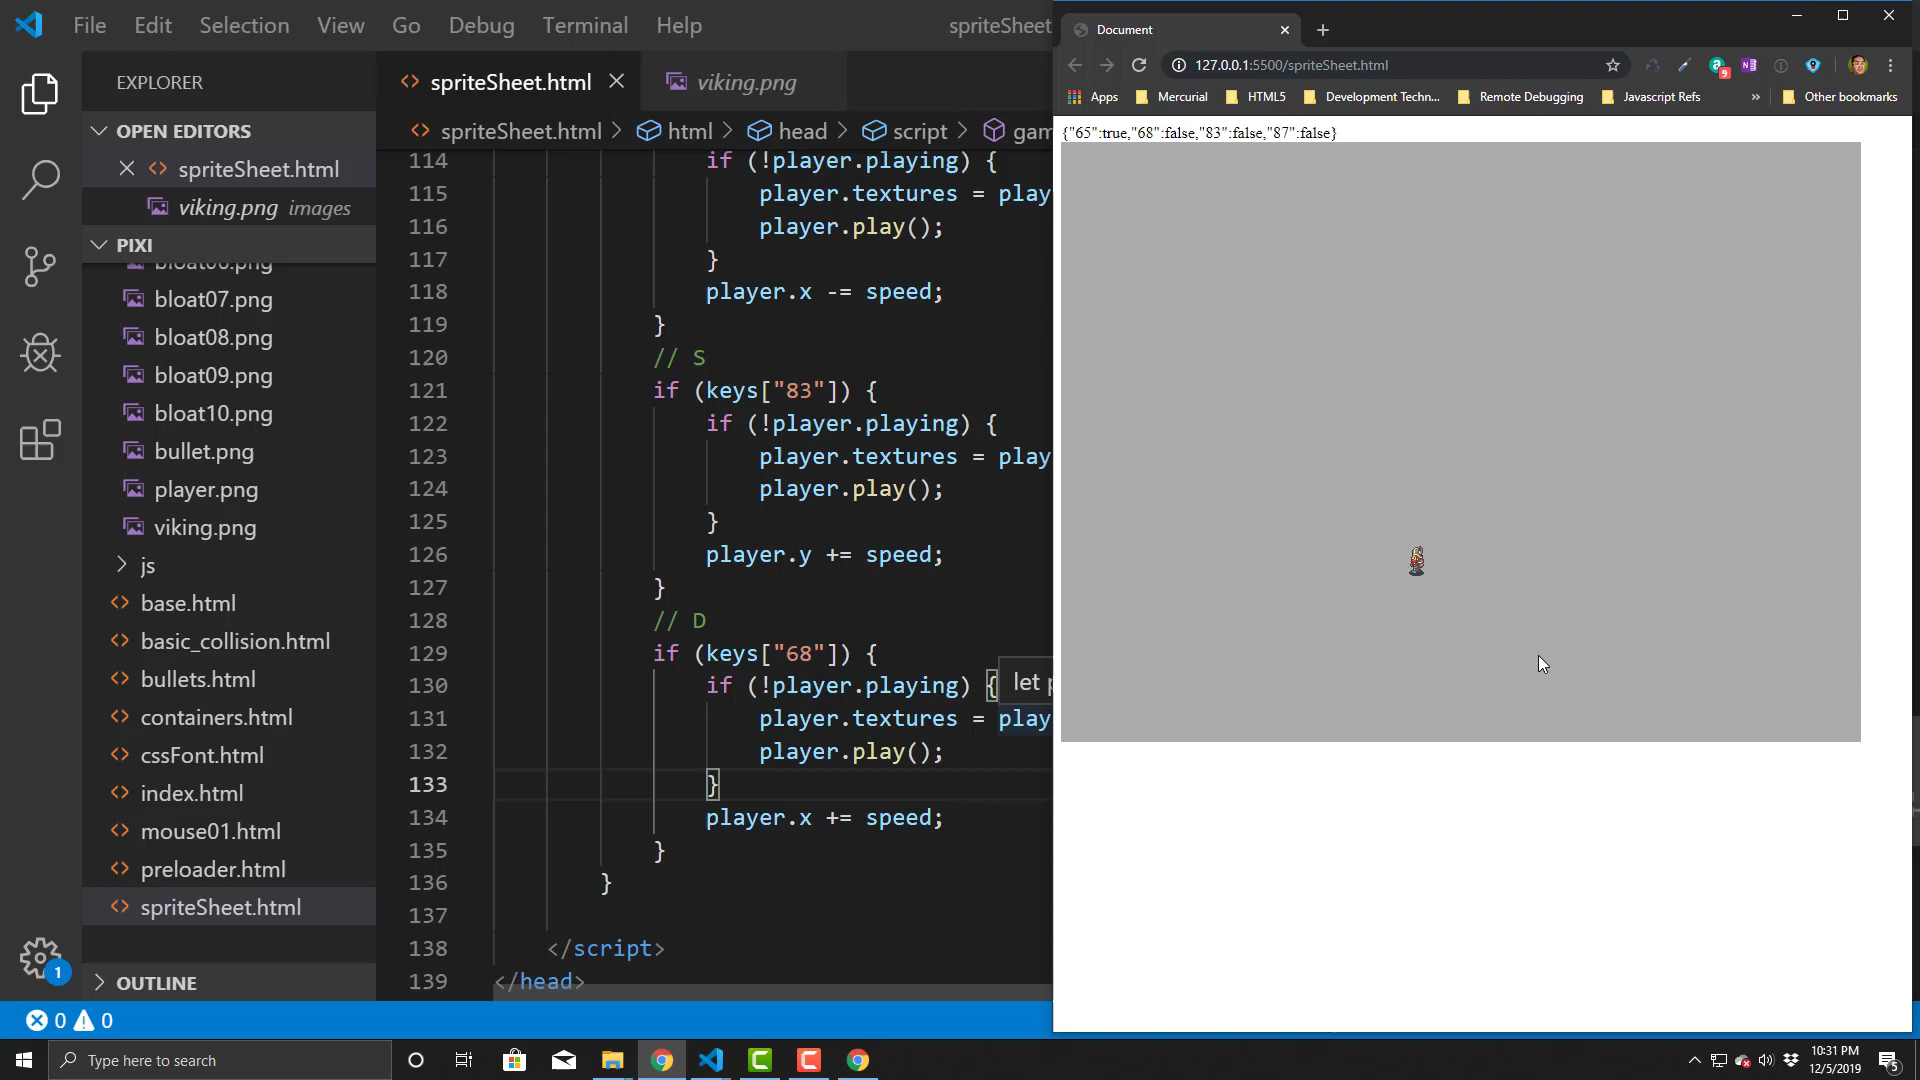 File Edit Selection View Go Debug Terminal Help spriteSheet
EXPLORER
OPEN EDITORS
spriteSheet.html
viking.png images
PIXI
bloat06.png
bloat07.png
bloat08.png
bloat09.png
bloat10.png
bullet.png
player.png
viking.png
js
base.html
basic_collision.html
bullets.html
containers.html
cssFont.html
index.html
mouse01.html
preloader.html
spriteSheet.html
OUTLINE
1
0 0
spriteSheet.html viking.png
spriteSheet.html > html > head > script > gam
114 if (!player.playing) {
115 player.textures = play
116 player.play();
117 }
118 player.x -= speed;
119 }
120 // S
121 if (keys["83"]) {
122 if (!player.playing) {
123 player.textures = play
124 player.play();
125 }
126 player.y += speed;
127 }
128 // D
129 if (keys["68"]) {
130 if (!player.playing) { let p
131 player.textures = play
132 player.play();
133 }
134 player.x += speed;
135 }
136 }
137
138 </script>
139 </head>
Document
127.0.0.1:5500/spriteSheet.html
9
Apps Mercurial HTML5 Development Techn... Remote Debugging Javascript Refs » Other bookmarks
{"65":true,"68":false,"83":false,"87":false}
Type here to search
10:31 PM
12/5/2019
5